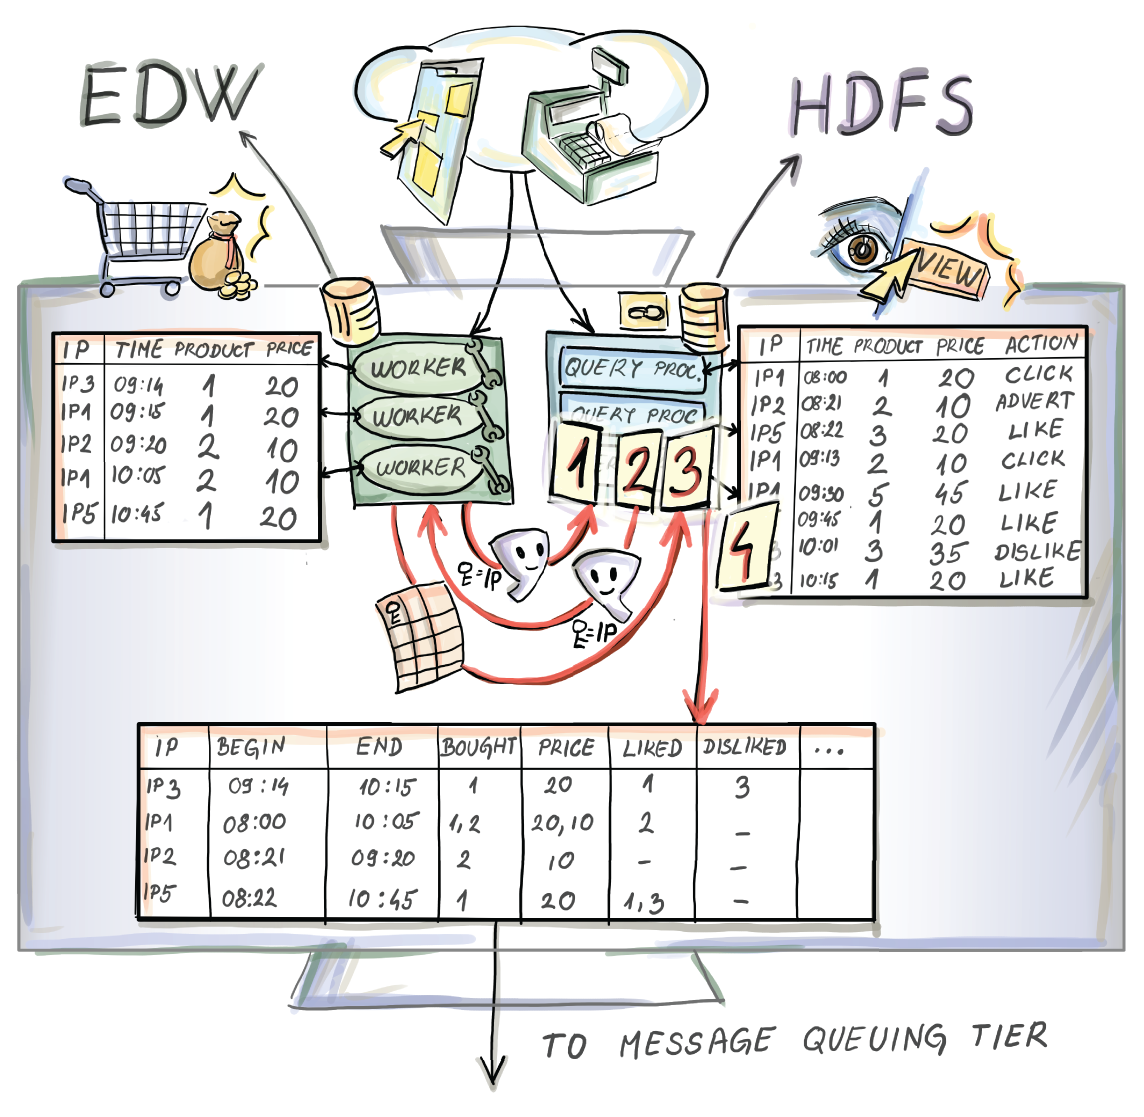 EDW
HDFS
VIEW
IP TIME PRODUCT PRICE
IP3 09:14 1 20
IP1 09:15 1 20
IP2 09:20 2 10
IP1 10:05 2 10
IP5 10:45 1 20
WORKER
WORKER
WORKER
QUERY PROC.
QUERY PROC
1 2 3
4
IP TIME PRODUCT PRICE ACTION
IP1 08:00 1 20 CLICK
IP2 08:21 2 10 ADVERT
IP5 08:22 3 20 LIKE
IP1 09:13 2 10 CLICK
IP1 09:30 5 45 LIKE
09:45 1 20 LIKE
10:01 3 35 DISLIKE
3 10:15 1 20 LIKE
=IP
=IP
IP BEGIN END BOUGHT PRICE LIKED DISLIKED ...
IP3 09:14 10:15 1 20 1 3
IP1 08:00 10:05 1,2 20,10 2 –
IP2 08:21 09:20 2 10 - –
IP5 08:22 10:45 1 20 1,3 –
TO MESSAGE QUEUING TIER